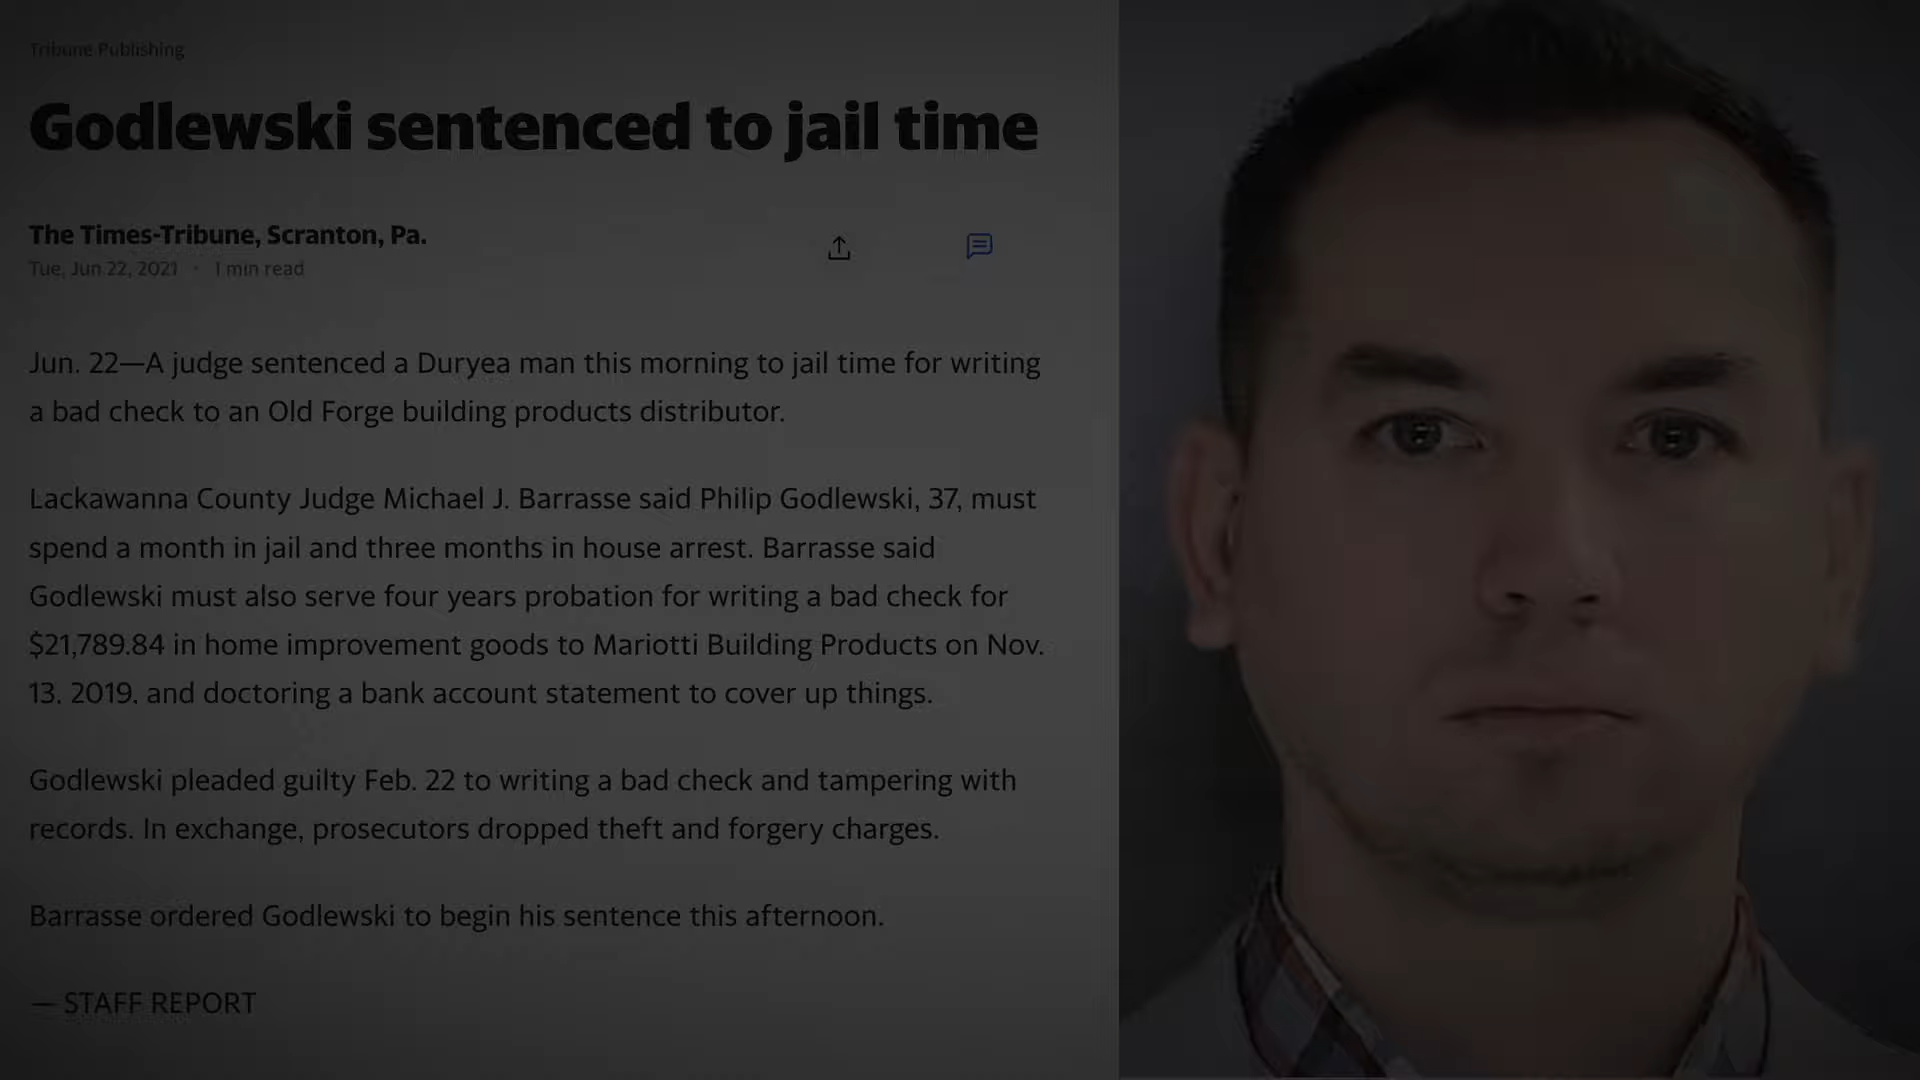 Tribune Publishing
Godlewski sentenced to jail time
The Times-Tribune, Scranton, Pa.
Tue, Jun 22, 2021 · 1 min read
Jun. 22—A judge sentenced a Duryea man this morning to jail time for writing
a bad check to an Old Forge building products distributor.
Lackawanna County Judge Michael J. Barrasse said Philip Godlewski, 37, must
spend a month in jail and three months in house arrest. Barrasse said
Godlewski must also serve four years probation for writing a bad check for
$21,789.84 in home improvement goods to Mariotti Building Products on Nov.
13, 2019, and doctoring a bank account statement to cover up things.
Godlewski pleaded guilty Feb. 22 to writing a bad check and tampering with
records. In exchange, prosecutors dropped theft and forgery charges.
Barrasse ordered Godlewski to begin his sentence this afternoon.
— STAFF REPORT